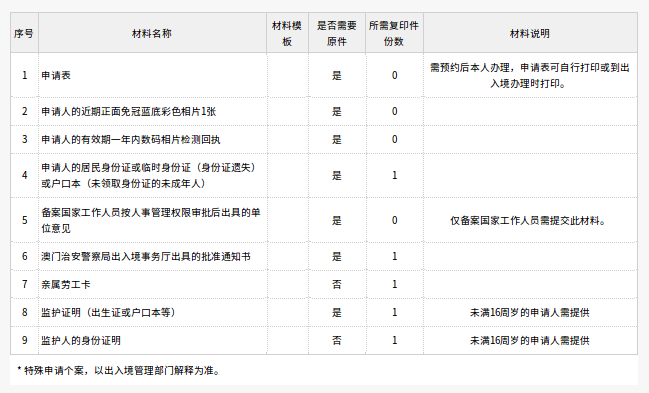 序号 材料名称 材料模板 是否需要原件 所需复印件份数 材料说明
1 申请表 是 0 需预约后本人办理，申请表可自行打印或到出入境办理时打印。
2 申请人的近期正面免冠蓝底彩色相片1张 是 0
3 申请人的有效期一年内数码相片检测回执 是 0
4 申请人的居民身份证或临时身份证（身份证遗失）或户口本（未领取身份证的未成年人） 是 1
5 备案国家工作人员按人事管理权限审批后出具的单位意见 是 0 仅备案国家工作人员需提交此材料。
6 澳门治安警察局出入境事务厅出具的批准通知书 是 1
7 亲属劳工卡 否 1
8 监护证明（出生证或户口本等） 是 1 未满16周岁的申请人需提供
9 监护人的身份证明 否 1 未满16周岁的申请人需提供
* 特殊申请个案，以出入境管理部门解释为准。